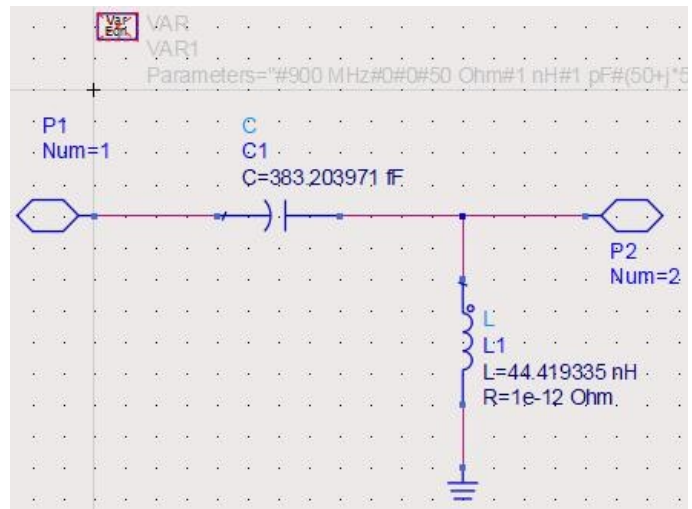 Var
Eqn
VAR
VAR1
Parameters="#900 MHz#0#0#50 Ohm#1 nH#1 pF#(50+j*5
P1
Num=1
C
C1
C=383.203971 fF
P2
Num=2
L
L1
L=44.419335 nH
R=1e-12 Ohm